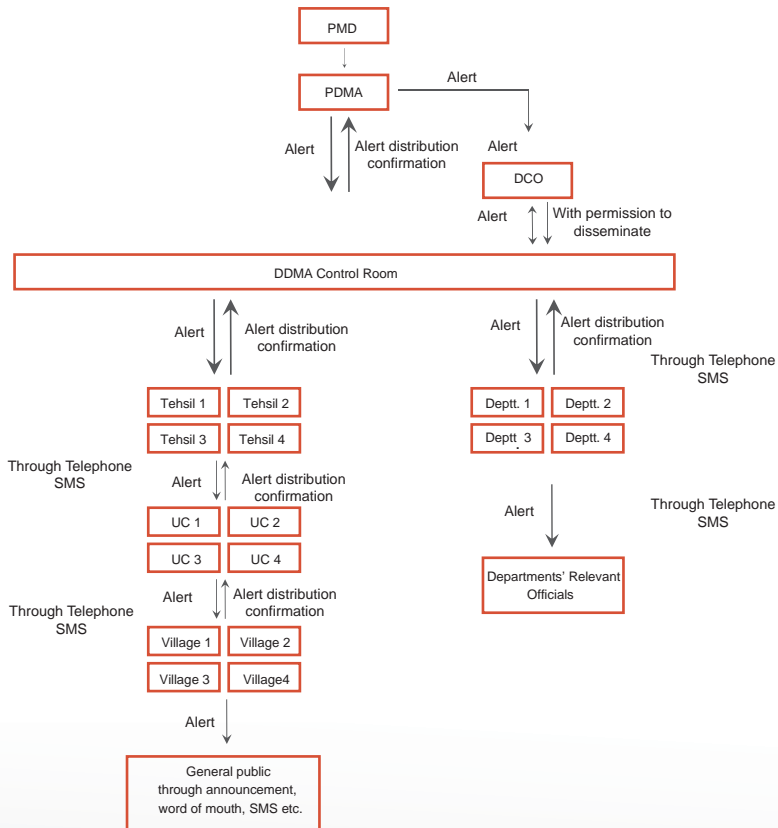 PMD
PDMA
Alert
Alert
Alert distribution
confirmation
Alert
DCO
Alert
With permission to
disseminate
DDMA Control Room
Alert
Alert distribution
confirmation
Alert
Alert distribution
confirmation
Through Telephone
SMS
Tehsil 1
Tehsil 2
Tehsil 3
Tehsil 4
Deptt. 1
Deptt. 2
Deptt. 3
Deptt. 4
Through Telephone
SMS
Alert
Alert distribution
confirmation
Through Telephone
SMS
Alert
UC 1
UC 2
UC 3
UC 4
Departments' Relevant
Officials
Through Telephone
SMS
Alert
Alert distribution
confirmation
Village 1
Village 2
Village 3
Village4
Alert
General public
through announcement,
word of mouth, SMS etc.